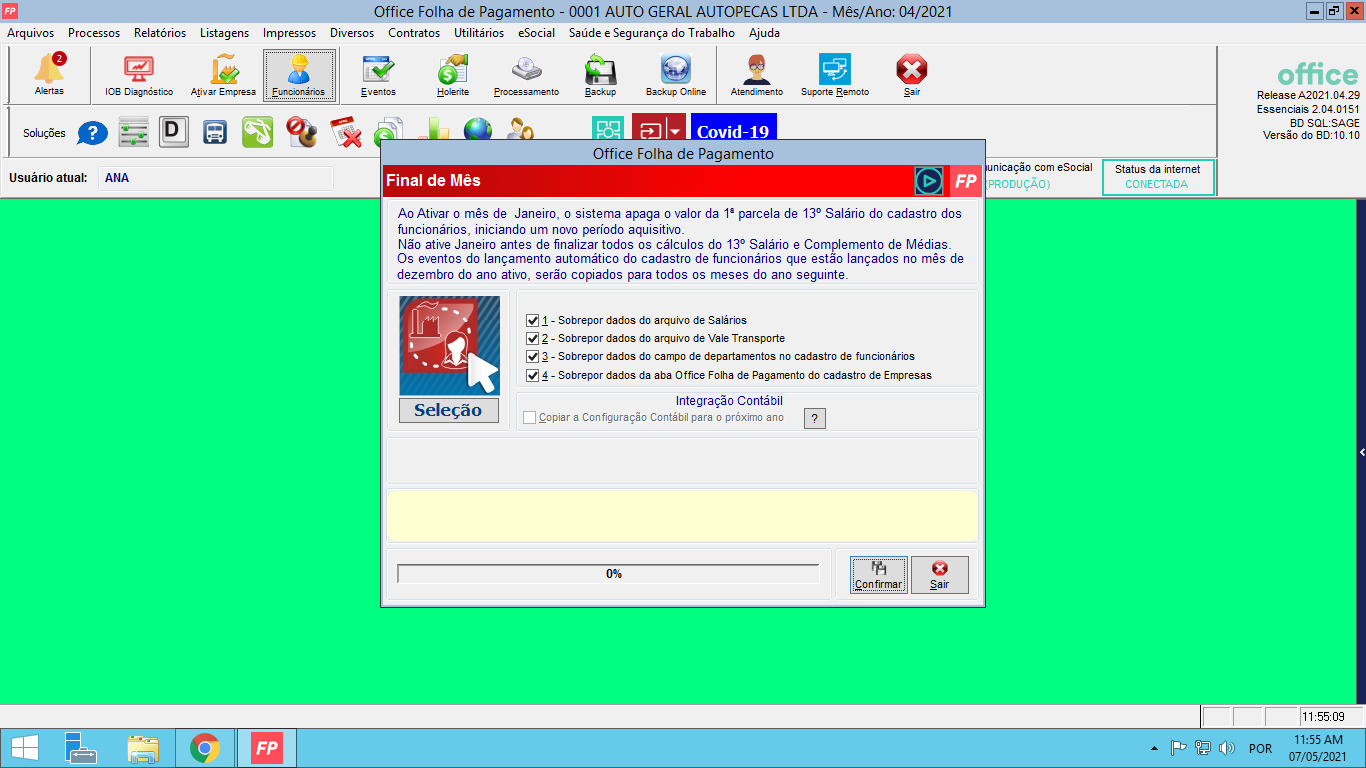 FP
Office Folha de Pagamento - 0001 AUTO GERAL AUTOPECAS LTDA - Mês/Ano: 04/2021
Arquivos Processos Relatórios Listagens Impressos Diversos Contratos Utilitários eSocial Saúde e Segurança do Trabalho Ajuda
2
Alertas IOB Diagnóstico Ativar Empresa Funcionários Eventos Holerite Processamento Backup Backup Online Atendimento Suporte Remoto Sair
office
Release A2021.04.29
Essenciais 2.04.0151
BD SQL:SAGE
Versão do BD:10.10
Soluções ? D Covid-19
Usuário atual: ANA
unicação com eSocial
(PRODUÇÃO)
Status da internet
CONECTADA
Office Folha de Pagamento
Final de Mês FP
Ao Ativar o mês de Janeiro, o sistema apaga o valor da 1ª parcela de 13º Salário do cadastro dos
funcionários, iniciando um novo período aquisitivo.
Não ative Janeiro antes de finalizar todos os cálculos do 13º Salário e Complemento de Médias.
Os eventos do lançamento automático do cadastro de funcionários que estão lançados no mês de
dezembro do ano ativo, serão copiados para todos os meses do ano seguinte.
1 - Sobrepor dados do arquivo de Salários
2 - Sobrepor dados do arquivo de Vale Transporte
3 - Sobrepor dados do campo de departamentos no cadastro de funcionários
4 - Sobrepor dados da aba Office Folha de Pagamento do cadastro de Empresas
Seleção
Integração Contábil
Copiar a Configuração Contábil para o próximo ano ?
0%
Confirmar Sair
11:55:09
FP
POR
11:55 AM
07/05/2021